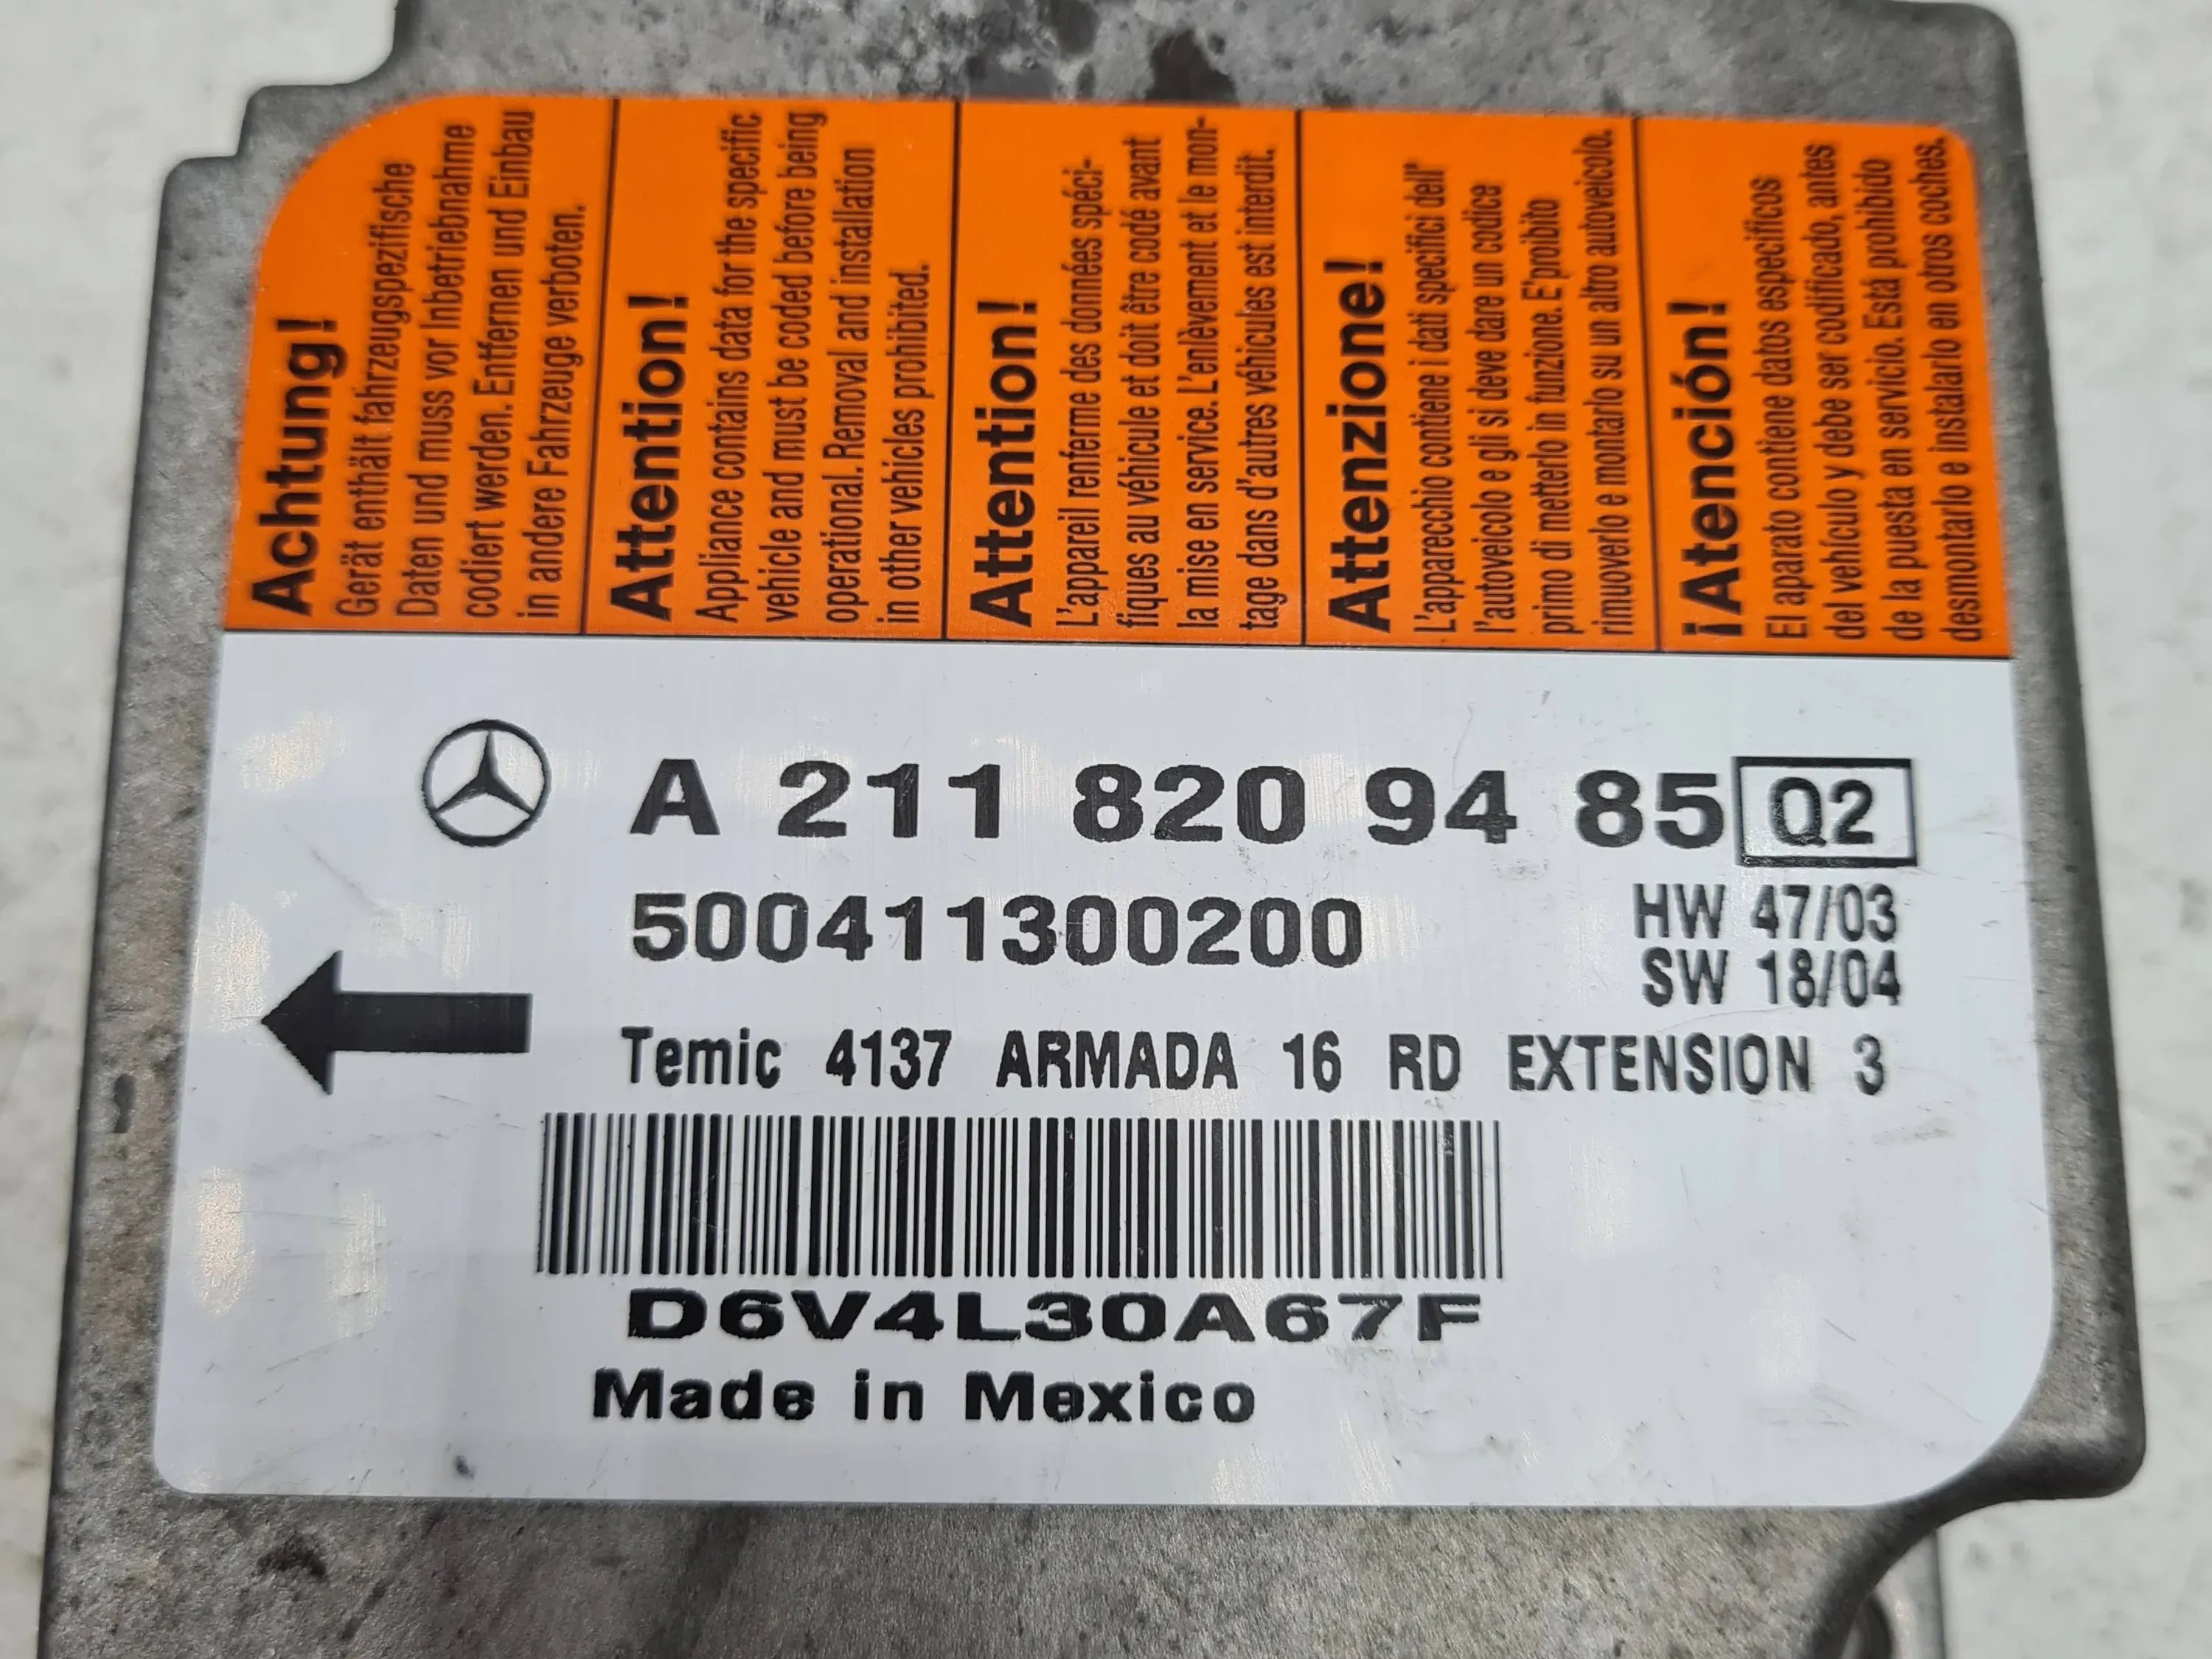 Achtung!
Gerät enthält fahrzeugspezifische
Daten und muss vor Inbetriebnahme
codiert werden. Entfernen und Einbau
in andere Fahrzeuge verboten.
Attention!
Appliance contains data for the specific
vehicle and must be coded before being
operational. Removal and installation
in other vehicles prohibited.
Attention!
L'appareil renferme des données spéci-
fiques au véhicule et doit être codé avant
la mise en service. L'enlèvement et le mon-
tage dans d'autres véhicules est interdit.
Attenzione!
L'apparecchio contiene i dati specifici dell'
l'autoveicolo e gli si deve dare un codice
primo di metterlo in funzione. E'proibito
rimuoverlo e montarlo su un altro autoveicolo.
¡Atención!
El aparato contiene datos especificos
del vehículo y debe ser codificado, antes
de la puesta en servicio. Está prohibido
desmontarlo e instalarlo en otros coches.
A 211 820 94 85 Q2
500411300200
HW 47/03
SW 18/04
Temic 4137 ARMADA 16 RD EXTENSION 3
D6V4L30A67F
Made in Mexico